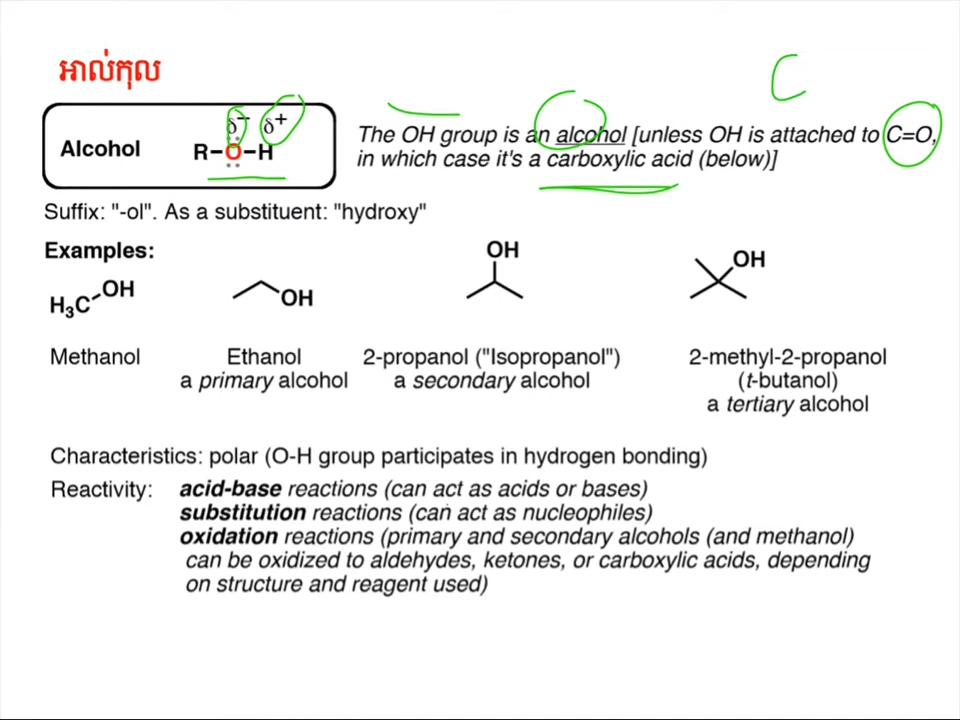 អាល់កុល
Alcohol
δ− δ+
R–O–H
The OH group is an alcohol [unless OH is attached to C=O,
in which case it's a carboxylic acid (below)]
C
Suffix: "-ol". As a substituent: "hydroxy"
Examples:
H3C OH
OH
OH
OH
Methanol
Ethanol
a primary alcohol
2-propanol ("Isopropanol")
a secondary alcohol
2-methyl-2-propanol
(t-butanol)
a tertiary alcohol
Characteristics: polar (O-H group participates in hydrogen bonding)
Reactivity: acid-base reactions (can act as acids or bases)
substitution reactions (can act as nucleophiles)
oxidation reactions (primary and secondary alcohols (and methanol)
can be oxidized to aldehydes, ketones, or carboxylic acids, depending
on structure and reagent used)